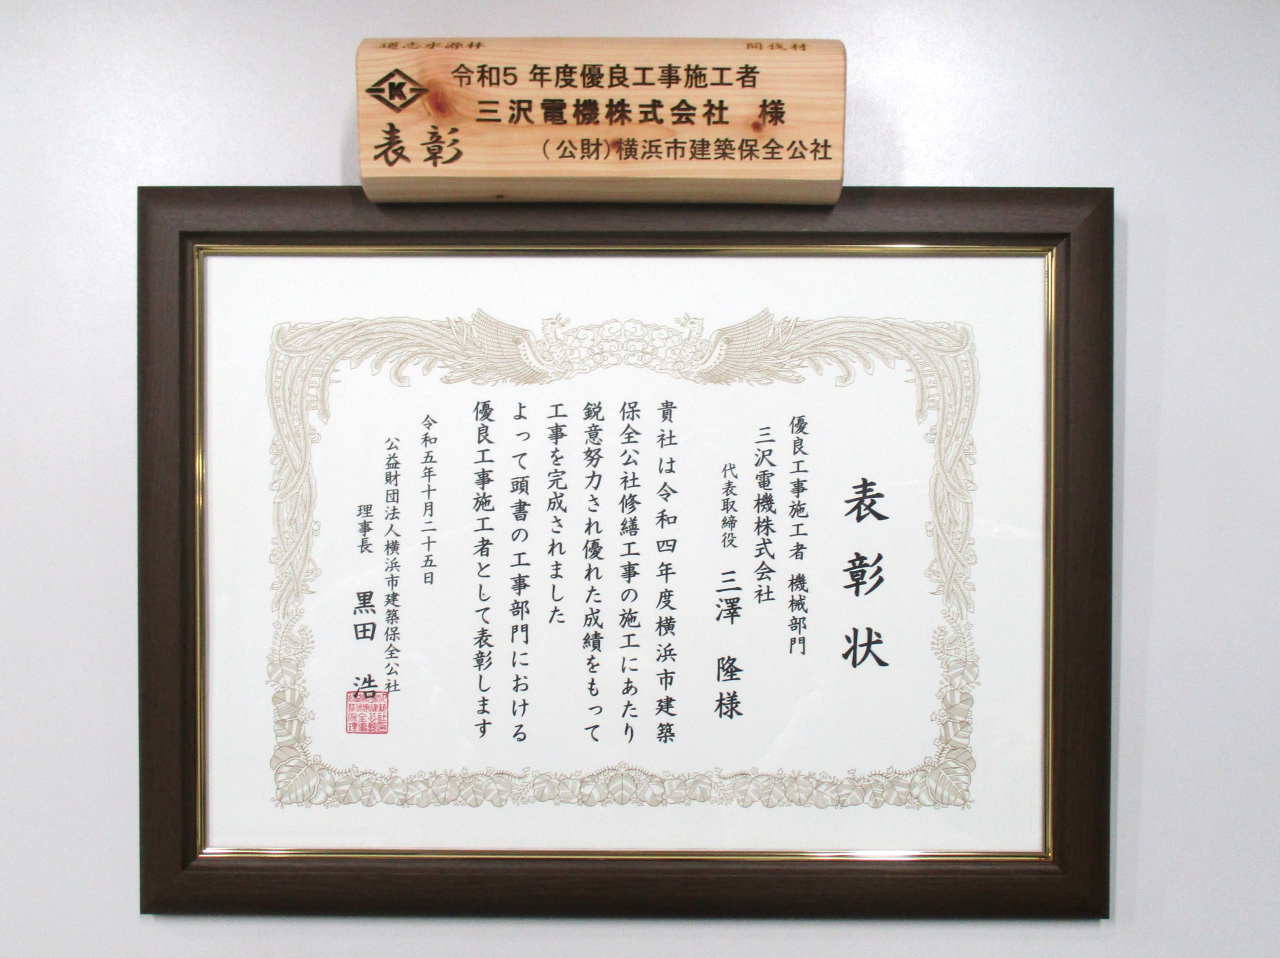 道志水源林 間伐材
K
令和5 年度優良工事施工者
三沢電機株式会社 様
表彰
(公財)横浜市建築保全公社
表彰状
優良工事施工者 機械部門
三沢電機株式会社
代表取締役 三澤 隆様
貴社は令和四年度横浜市建築
保全公社修繕工事の施工にあたり
鋭意努力され優れた成績をもって
工事を完成されました
よって頭書の工事部門における
優良工事施工者として表彰します
令和五年十月二十五日
公益財団法人横浜市建築保全公社
理事長 黒田 浩